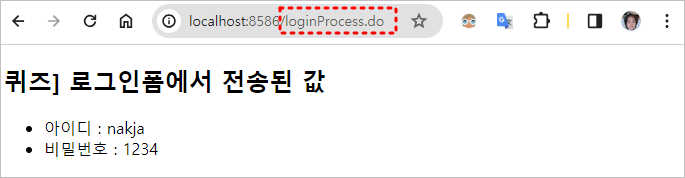 localhost:8586/loginProcess.do
퀴즈] 로그인폼에서 전송된 값
아이디 : nakja
비밀번호 : 1234